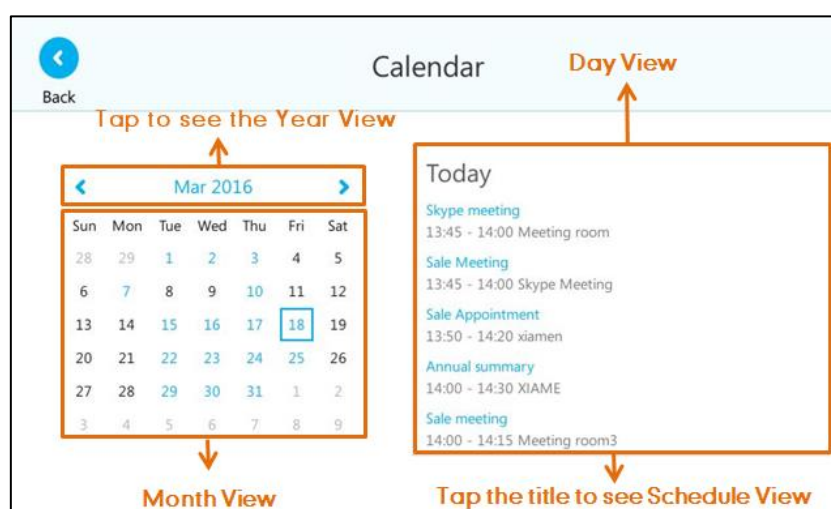 Calendar
Day View
Back
Tap to see the Year View
Mar 2016
Sun Mon Tue Wed Thu Fri Sat
28 29 1 2 3 4 5
6 7 8 9 10 11 12
13 14 15 16 17 18 19
20 21 22 23 24 25 26
27 28 29 30 31 1 2
3 4 5 6 7 8 9
Month View
Today
Skype meeting
13:45 - 14:00 Meeting room
Sale Meeting
13:45 - 14:00 Skype Meeting
Sale Appointment
13:50 - 14:20 xiamen
Annual summary
14:00 - 14:30 XIAME
Sale meeting
14:00 - 14:15 Meeting room3
Tap the title to see Schedule View